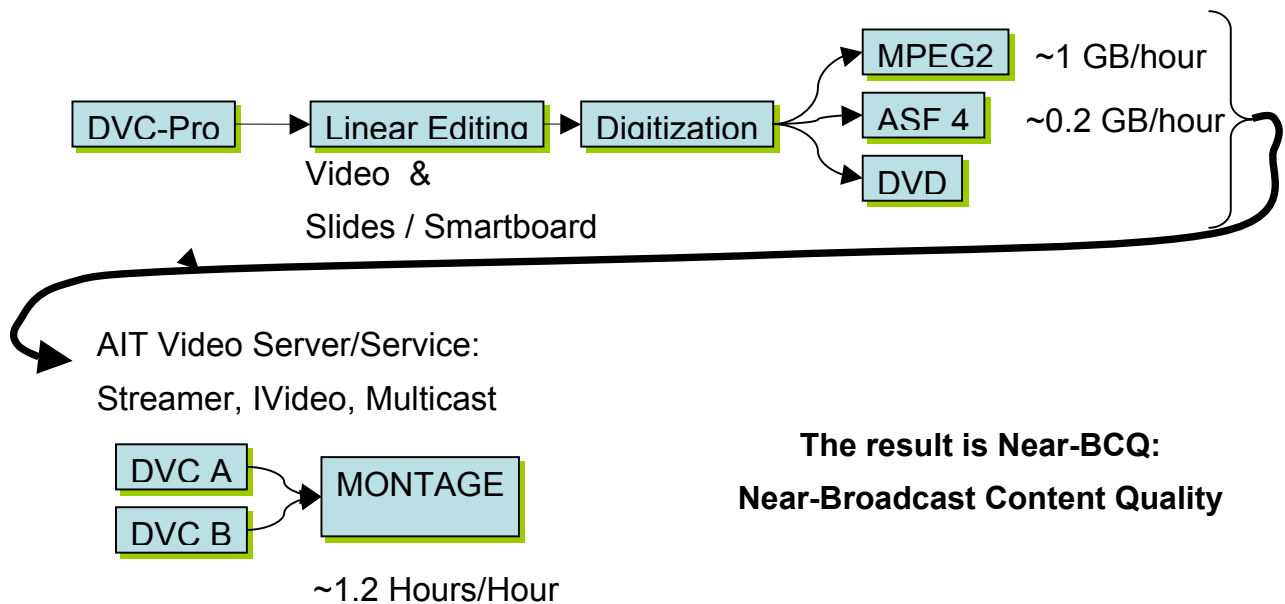 MPEG2 ~1 GB/hour
DVC-Pro Linear Editing Digitization ASF 4 ~0.2 GB/hour
Video & DVD
Slides / Smartboard
AIT Video Server/Service:
Streamer, IVideo, Multicast
DVC A MONTAGE
DVC B
The result is Near-BCQ:
Near-Broadcast Content Quality
~1.2 Hours/Hour